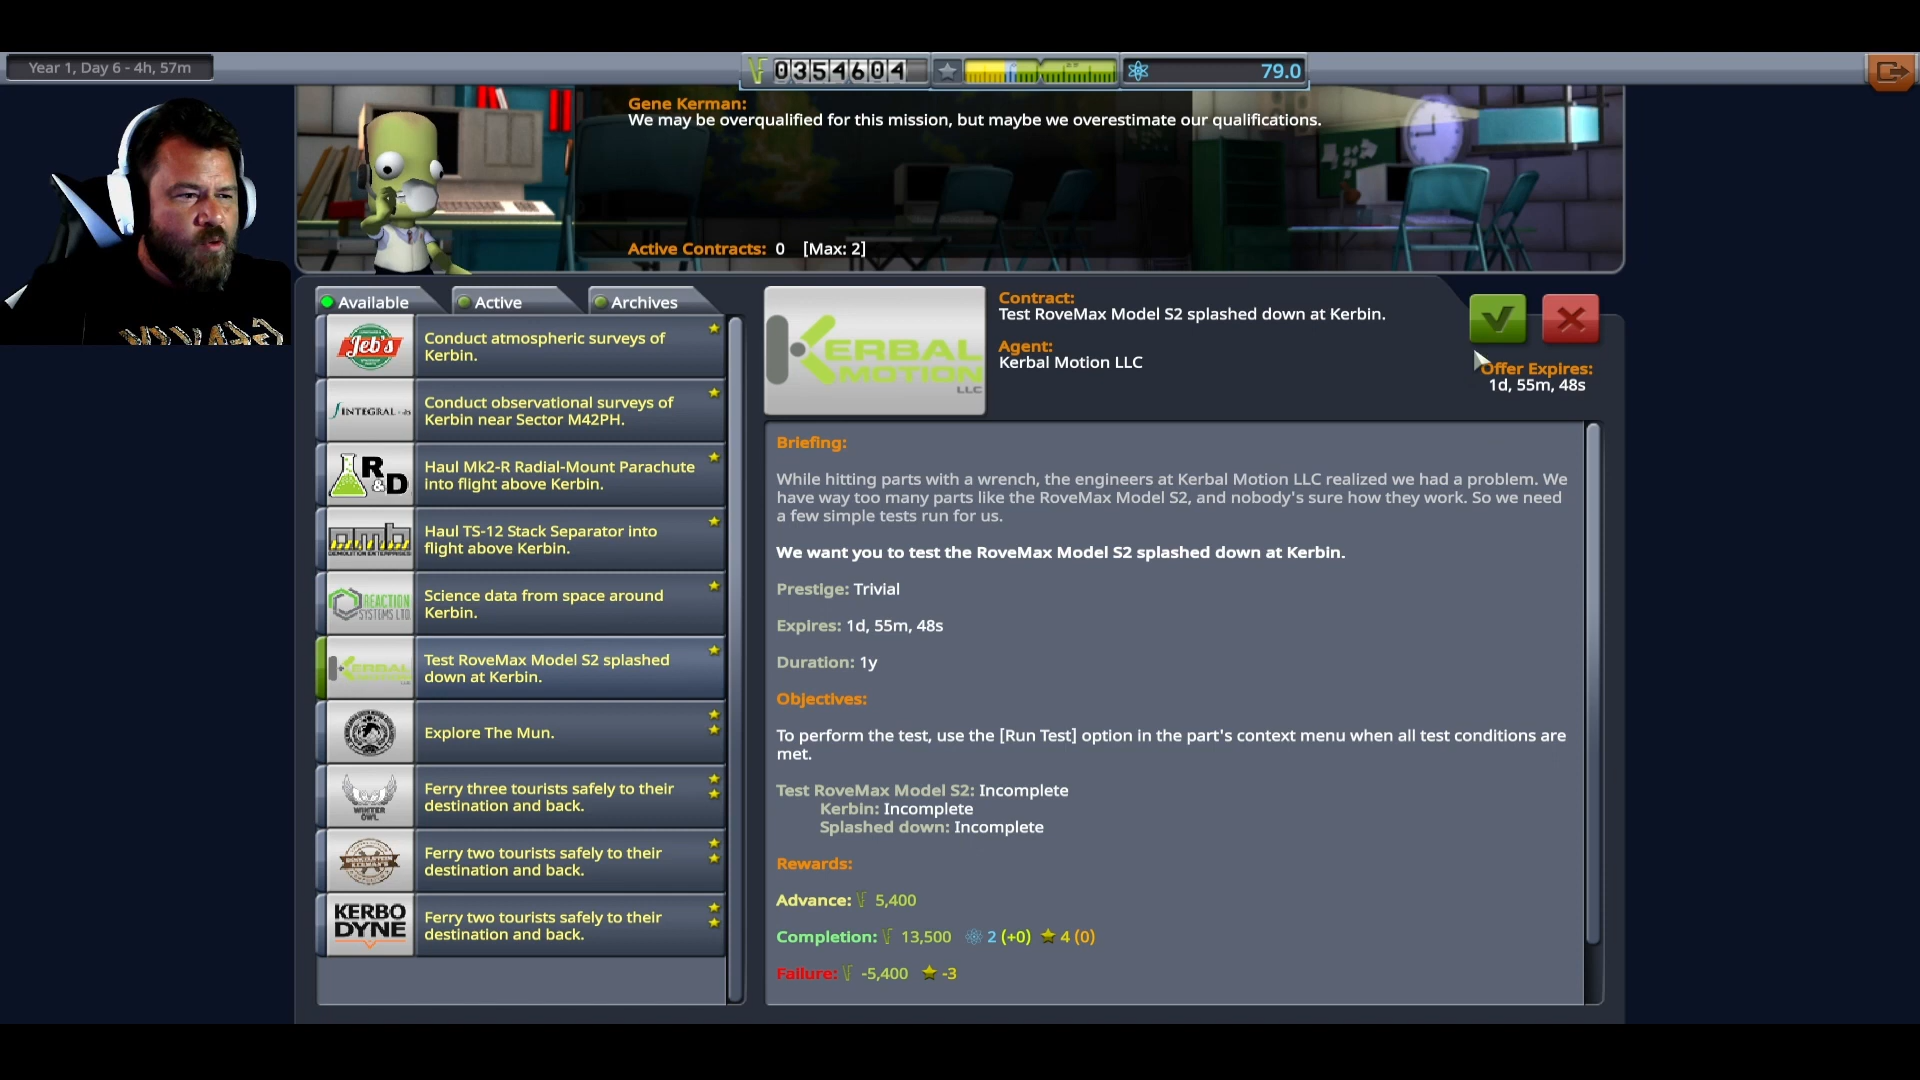 Year 1, Day 6 - 4h, 57m
0354604
79.0
Gene Kerman:
We may be overqualified for this mission, but maybe we overestimate our qualifications.
Active Contracts: 0 [Max: 2]
Available
Active
Archives
Jeb's
Conduct atmospheric surveys of
Kerbin.
INTEGRAL
Conduct observational surveys of
Kerbin near Sector M42PH.
R&D
Haul Mk2-R Radial-Mount Parachute
into flight above Kerbin.
Haul TS-12 Stack Separator into
flight above Kerbin.
REACTION
SYSTEMS LTD
Science data from space around
Kerbin.
KERBAL
Test RoveMax Model S2 splashed
down at Kerbin.
Explore The Mun.
WINTER
OWL
Ferry three tourists safely to their
destination and back.
Ferry two tourists safely to their
destination and back.
KERBO
DYNE
Ferry two tourists safely to their
destination and back.
KERBAL
MOTION
LLC
Contract:
Test RoveMax Model S2 splashed down at Kerbin.
Agent:
Kerbal Motion LLC
Offer Expires:
1d, 55m, 48s
Briefing:
While hitting parts with a wrench, the engineers at Kerbal Motion LLC realized we had a problem. We
have way too many parts like the RoveMax Model S2, and nobody's sure how they work. So we need
a few simple tests run for us.
We want you to test the RoveMax Model S2 splashed down at Kerbin.
Prestige: Trivial
Expires: 1d, 55m, 48s
Duration: 1y
Objectives:
To perform the test, use the [Run Test] option in the part's context menu when all test conditions are
met.
Test RoveMax Model S2: Incomplete
Kerbin: Incomplete
Splashed down: Incomplete
Rewards:
Advance: 5,400
Completion: 13,500 2 (+0) 4 (0)
Failure: -5,400 -3